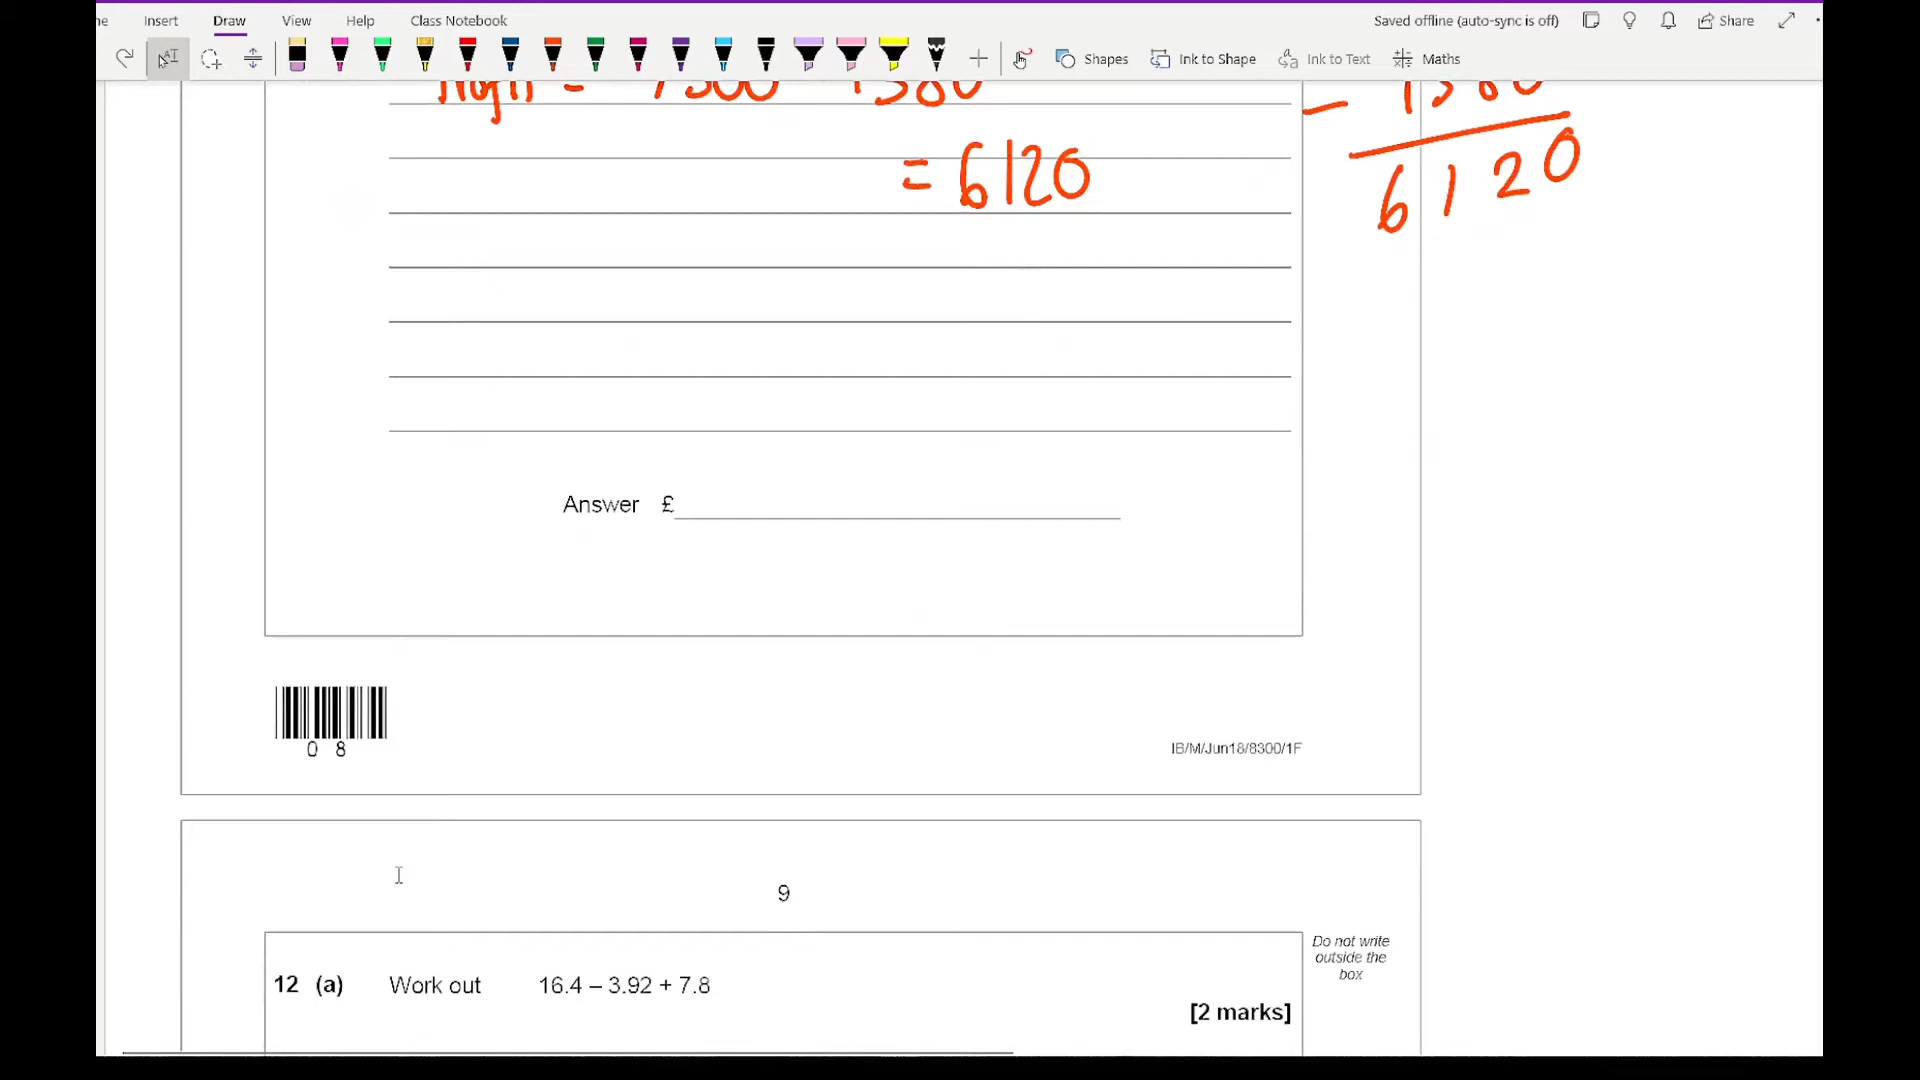 Insert Draw View Help Class Notebook Saved offline (auto-sync is off) Share
Shapes Ink to Shape Ink to Text Maths
= 6120
6120
Answer £
0 8
IB/M/Jun18/8300/1F
9
12 (a) Work out 16.4 – 3.92 + 7.8
[2 marks]
Do not write
outside the
box